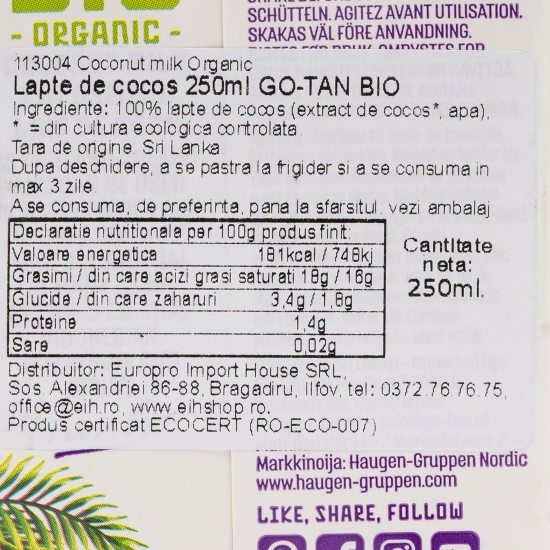 - ORGANIC -
SCHÜTTELN. AGITEZ AVANT UTILISATION.
SKAKAS VÄL FÖRE ANVÄNDNING.
113004 Coconut milk Organic
Lapte de cocos 250ml GO-TAN BIO
Ingrediente: 100% lapte de cocos (extract de cocos*, apa),
* = din cultura ecologica controlata.
Tara de origine: Sri Lanka
Dupa deschidere, a se pastra la frigider si a se consuma in
max 3 zile.
A se consuma, de preferinta, pana la sfarsitul: vezi ambalaj
Declaratie nutritionala per 100g produs finit:
Valoare energetica 181kcal / 748kj
Grasimi / din care acizi grasi saturati 18g / 16g
Glucide / din care zaharuri 3,4g / 1,8g
Proteine 1,4g
Sare 0,02g
Cantitate
neta:
250ml.
Distribuitor: Europro Import House SRL,
Sos. Alexandriei 86-88, Bragadiru, Ilfov, tel: 0372.76.76.75,
office@eih.ro, www.eihshop.ro.
Produs certificat ECOCERT (RO-ECO-007)
Markkinoija: Haugen-Gruppen Nordic
www.haugen-gruppen.com
LIKE, SHARE, FOLLOW